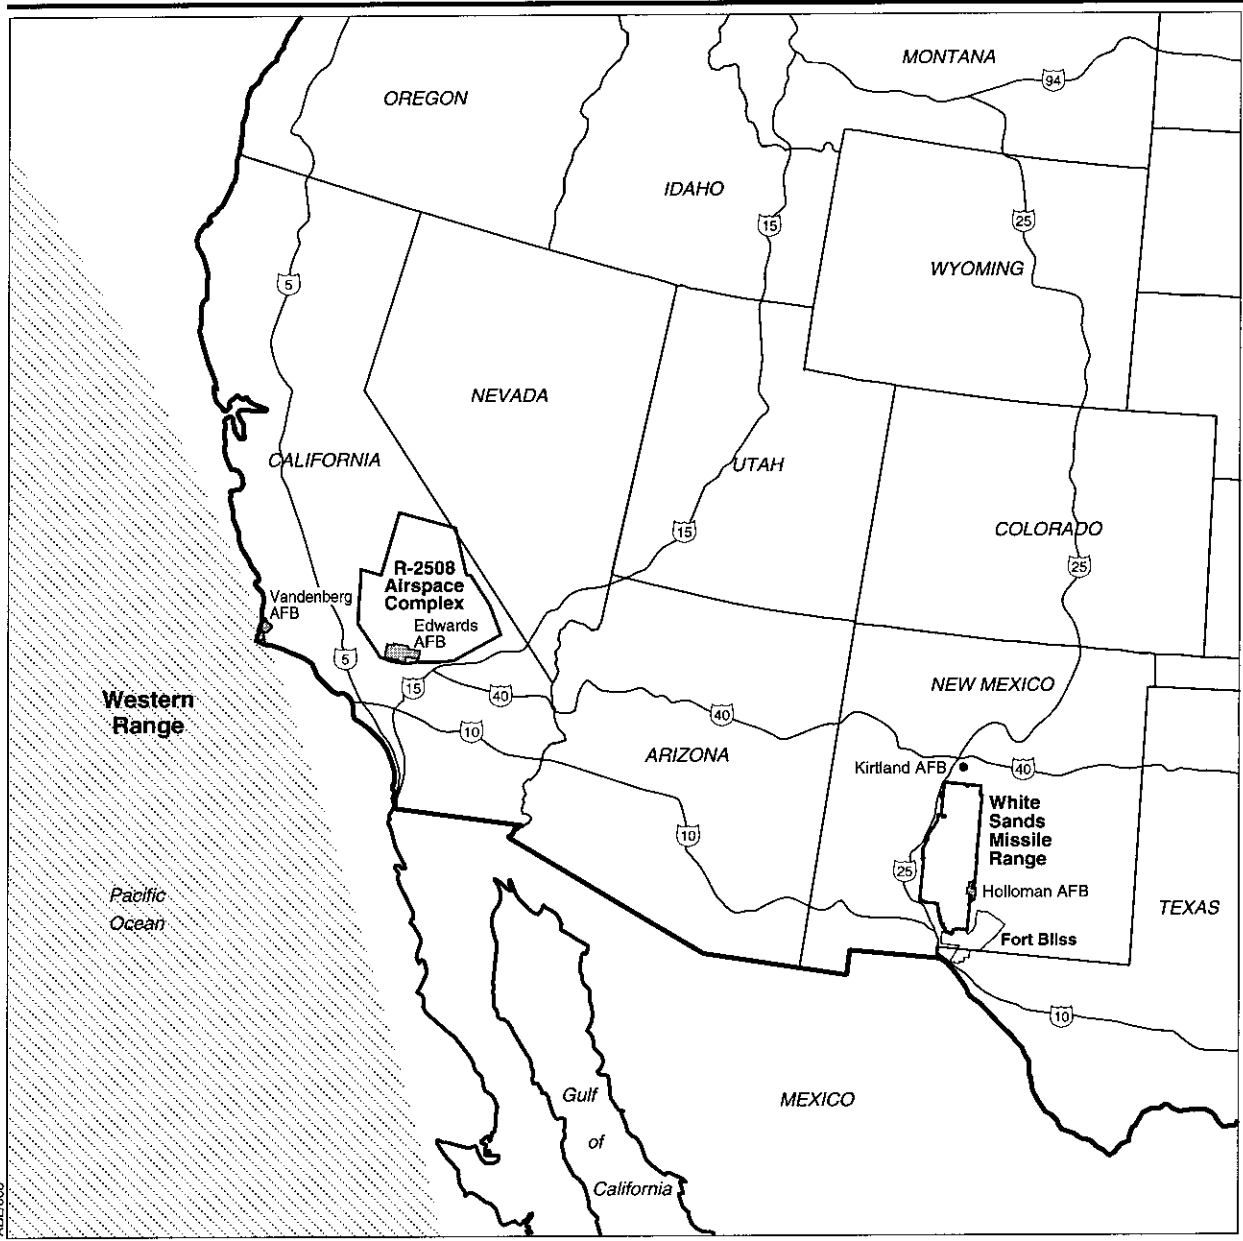 MONTANA
94
OREGON
IDAHO
15
25
WYOMING
5
NEVADA
CALIFORNIA
UTAH
15
COLORADO
25
R-2508
Airspace
Complex
Vandenberg
AFB
Edwards
AFB
5
15
40
NEW MEXICO
Western
Range
10
40
ARIZONA
Kirtland AFB
40
White
Sands
Missile
Range
10
25
Holloman AFB
Pacific
Ocean
TEXAS
Fort Bliss
10
Gulf
of
California
MEXICO